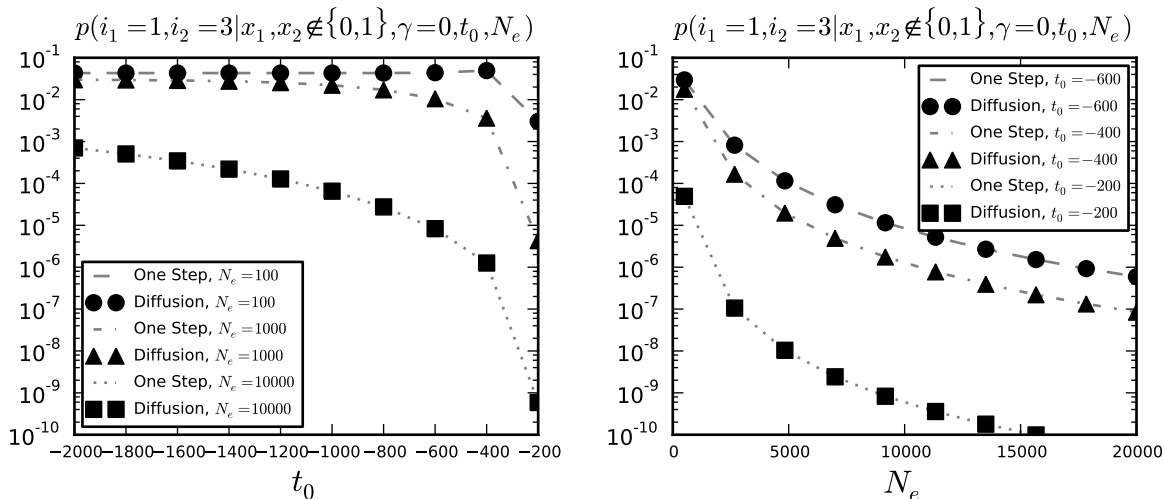 p(i₁=1,i₂=3|x₁,x₂∉{0,1},γ=0,t₀,Nₑ)
10⁻¹
10⁻²
10⁻³
10⁻⁴
10⁻⁵
10⁻⁶
10⁻⁷
10⁻⁸
10⁻⁹
10⁻¹⁰
One Step, Nₑ=100
Diffusion, Nₑ=100
One Step, Nₑ=1000
Diffusion, Nₑ=1000
One Step, Nₑ=10000
Diffusion, Nₑ=10000
−2000 −1800 −1600 −1400 −1200 −1000 −800 −600 −400 −200
t₀
p(i₁=1,i₂=3|x₁,x₂∉{0,1},γ=0,t₀,Nₑ)
10⁻¹
10⁻²
10⁻³
10⁻⁴
10⁻⁵
10⁻⁶
10⁻⁷
10⁻⁸
10⁻⁹
10⁻¹⁰
One Step, t₀=−600
Diffusion, t₀=−600
One Step, t₀=−400
Diffusion, t₀=−400
One Step, t₀=−200
Diffusion, t₀=−200
0 5000 10000 15000 20000
Nₑ